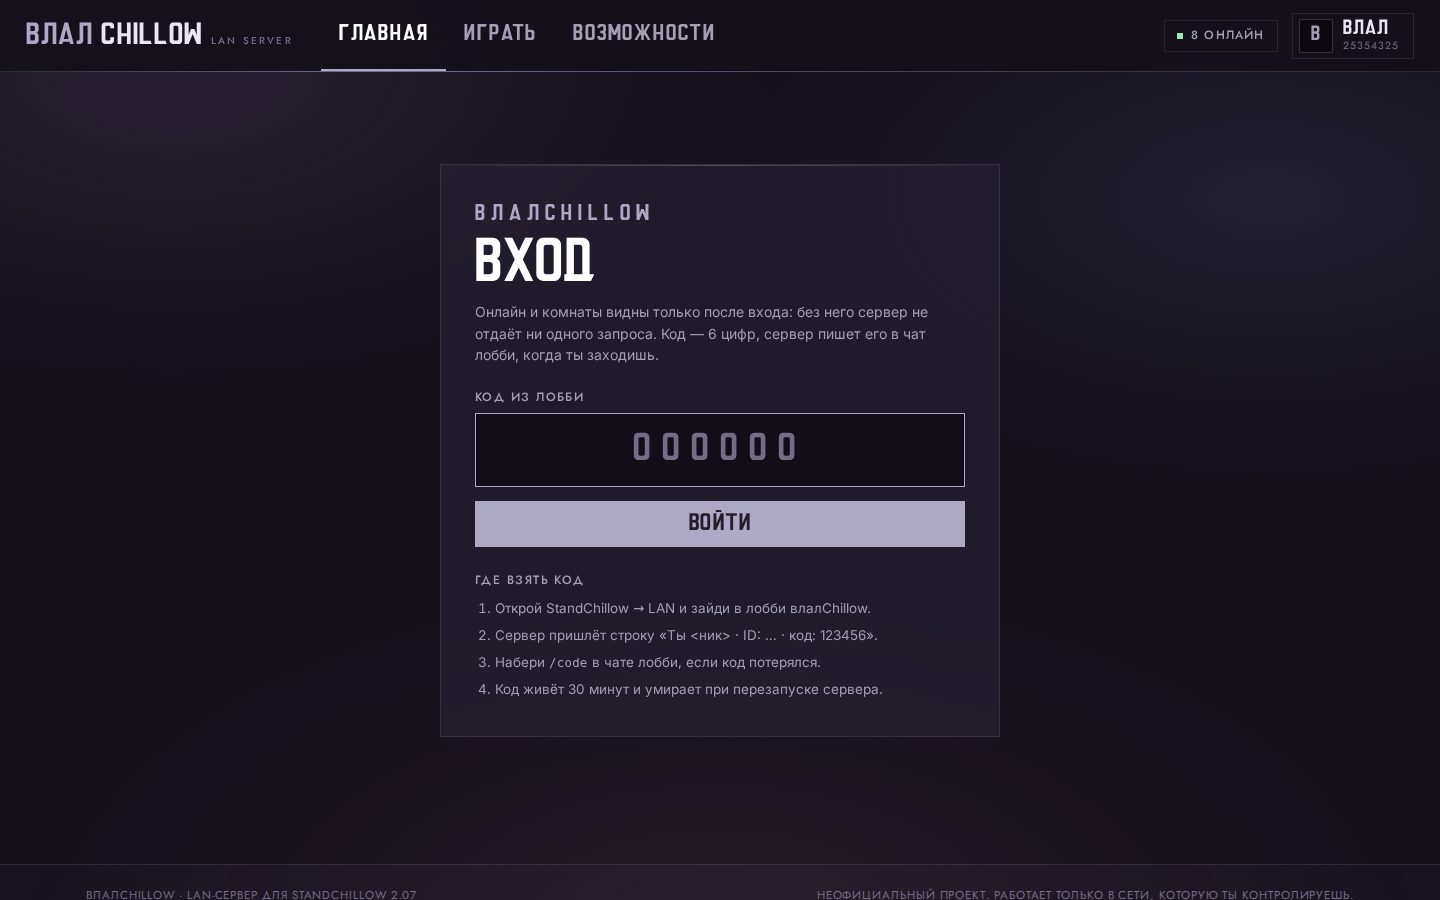 ВЛАЛ CHILLOW LAN SERVER ГЛАВНАЯ ИГРАТЬ ВОЗМОЖНОСТИ 8 ОНЛАЙН В ВЛАЛ
25354325
ВЛАЛCHILLOW
ВХОД
Онлайн и комнаты видны только после входа: без него сервер не
отдаёт ни одного запроса. Код — 6 цифр, сервер пишет его в чат
лобби, когда ты заходишь.
КОД ИЗ ЛОББИ
000000
ВОЙТИ
ГДЕ ВЗЯТЬ КОД
1. Открой StandChillow → LAN и зайди в лобби влалChillow.
2. Сервер пришлёт строку «Ты <ник> · ID: ... · код: 123456».
3. Набери /code в чате лобби, если код потерялся.
4. Код живёт 30 минут и умирает при перезапуске сервера.
ВЛАЛCHILLOW · LAN-СЕРВЕР ДЛЯ STANDCHILLOW 2.07 НЕОФИЦИАЛЬНЫЙ ПРОЕКТ. РАБОТАЕТ ТОЛЬКО В СЕТИ, КОТОРУЮ ТЫ КОНТРОЛИРУЕШЬ.